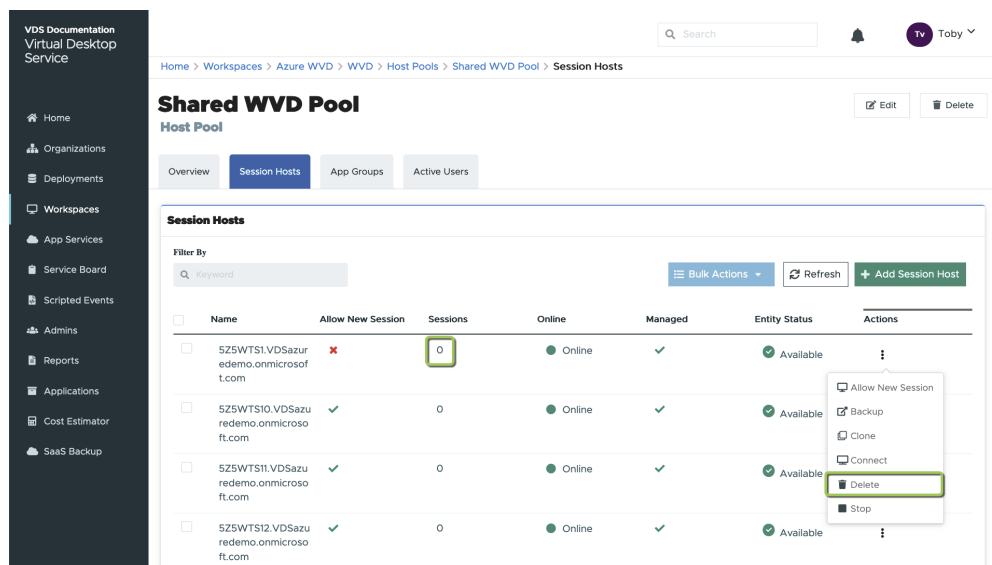 VDS Documentation
Virtual Desktop
Service
Search
Tv
Toby
Home > Workspaces > Azure WVD > WVD > Host Pools > Shared WVD Pool > Session Hosts
Home
Organizations
Deployments
Workspaces
App Services
Service Board
Scripted Events
Admins
Reports
Applications
Cost Estimator
SaaS Backup
Shared WVD Pool
Host Pool
Edit
Delete
Overview
Session Hosts
App Groups
Active Users
Session Hosts
Filter By
Keyword
Bulk Actions
Refresh
Add Session Host
Name Allow New Session Sessions Online Managed Entity Status Actions
5Z5WTS1.VDSazur
edemo.onmicrosof
t.com
0
Online
Available
5Z5WTS10.VDSazu
redemo.onmicroso
ft.com
0
Online
Available
5Z5WTS11.VDSazu
redemo.onmicroso
ft.com
0
Online
Available
5Z5WTS12.VDSazu
redemo.onmicroso
ft.com
0
Online
Available
Allow New Session
Backup
Clone
Connect
Delete
Stop